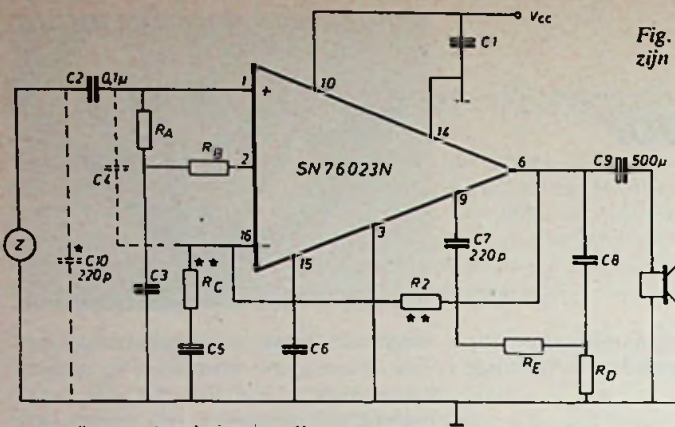 Vcc
Fig.
zijn
C1
C2 0,1µ
1
10
+
14
RA
RB
2
SN76023N
6
C9 500µ
C4
9
Z
★
C10
220p
C3
16
-
★★
RC
15
3
C7
220p
C8
R2
★★
C5
C6
RE
RD